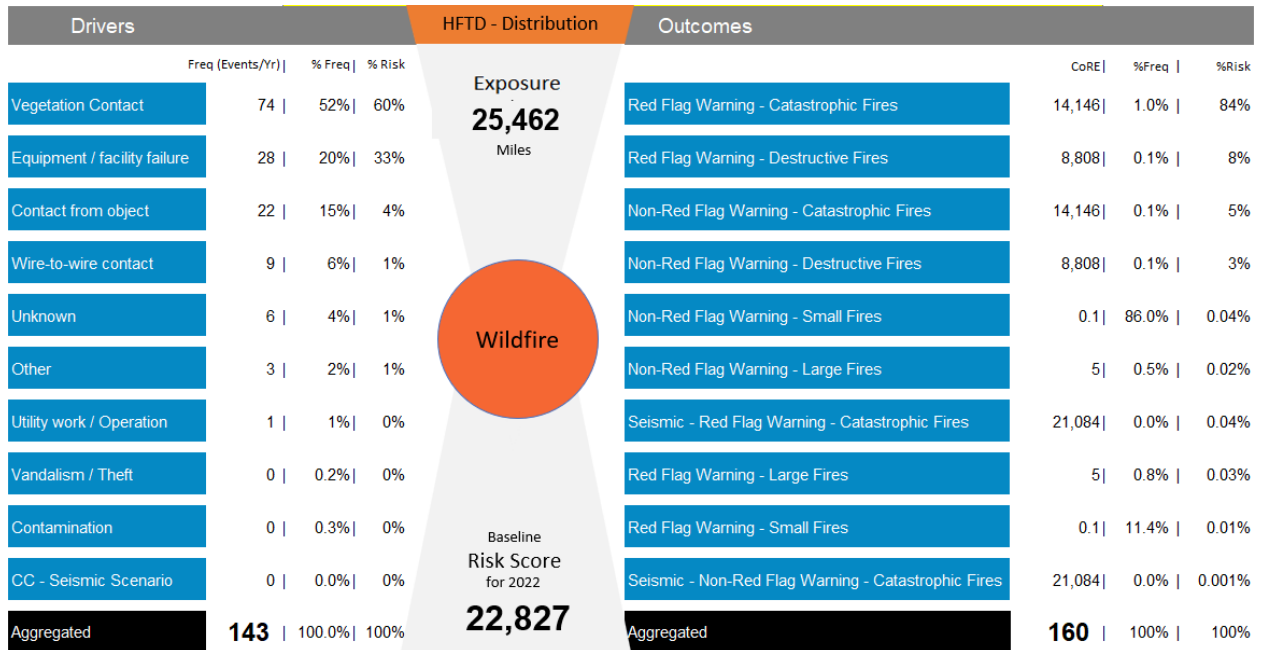 Drivers HFTD - Distribution Outcomes
Freq (Events/Yr)| % Freq| % Risk CoRE| %Freq | %Risk
Exposure
Vegetation Contact 74 | 52%| 60% 25,462 Red Flag Warning - Catastrophic Fires 14,146| 1.0% | 84%
Miles
Equipment / facility failure 28 | 20%| 33% Red Flag Warning - Destructive Fires 8,808| 0.1% | 8%
Contact from object 22 | 15%| 4% Non-Red Flag Warning - Catastrophic Fires 14,146| 0.1% | 5%
Wire-to-wire contact 9 | 6%| 1% Non-Red Flag Warning - Destructive Fires 8,808| 0.1% | 3%
Unknown 6 | 4%| 1% Non-Red Flag Warning - Small Fires 0.1| 86.0% | 0.04%
Wildfire
Other 3 | 2%| 1% Non-Red Flag Warning - Large Fires 5| 0.5% | 0.02%
Utility work / Operation 1 | 1%| 0% Seismic - Red Flag Warning - Catastrophic Fires 21,084| 0.0% | 0.04%
Vandalism / Theft 0 | 0.2%| 0% Red Flag Warning - Large Fires 5| 0.8% | 0.03%
Contamination 0 | 0.3%| 0% Red Flag Warning - Small Fires 0.1| 11.4% | 0.01%
Baseline
Risk Score
for 2022
CC - Seismic Scenario 0 | 0.0%| 0% Seismic - Non-Red Flag Warning - Catastrophic Fires 21,084| 0.0% | 0.001%
22,827
Aggregated 143 | 100.0%| 100% Aggregated 160 | 100% | 100%